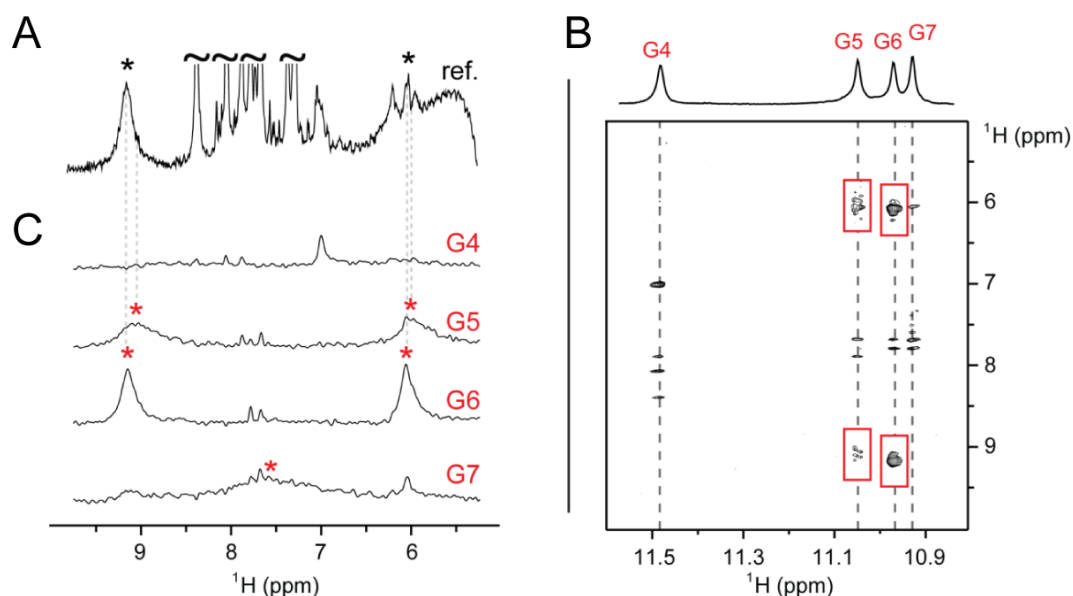 A
*
*
ref.
C
G4
* *
G5
* *
G6
*
G7
9 8 7 6
¹H (ppm)
B
G4 G5 G6 G7
¹H (ppm)
6
7
8
9
11.5 11.3 11.1 10.9
¹H (ppm)